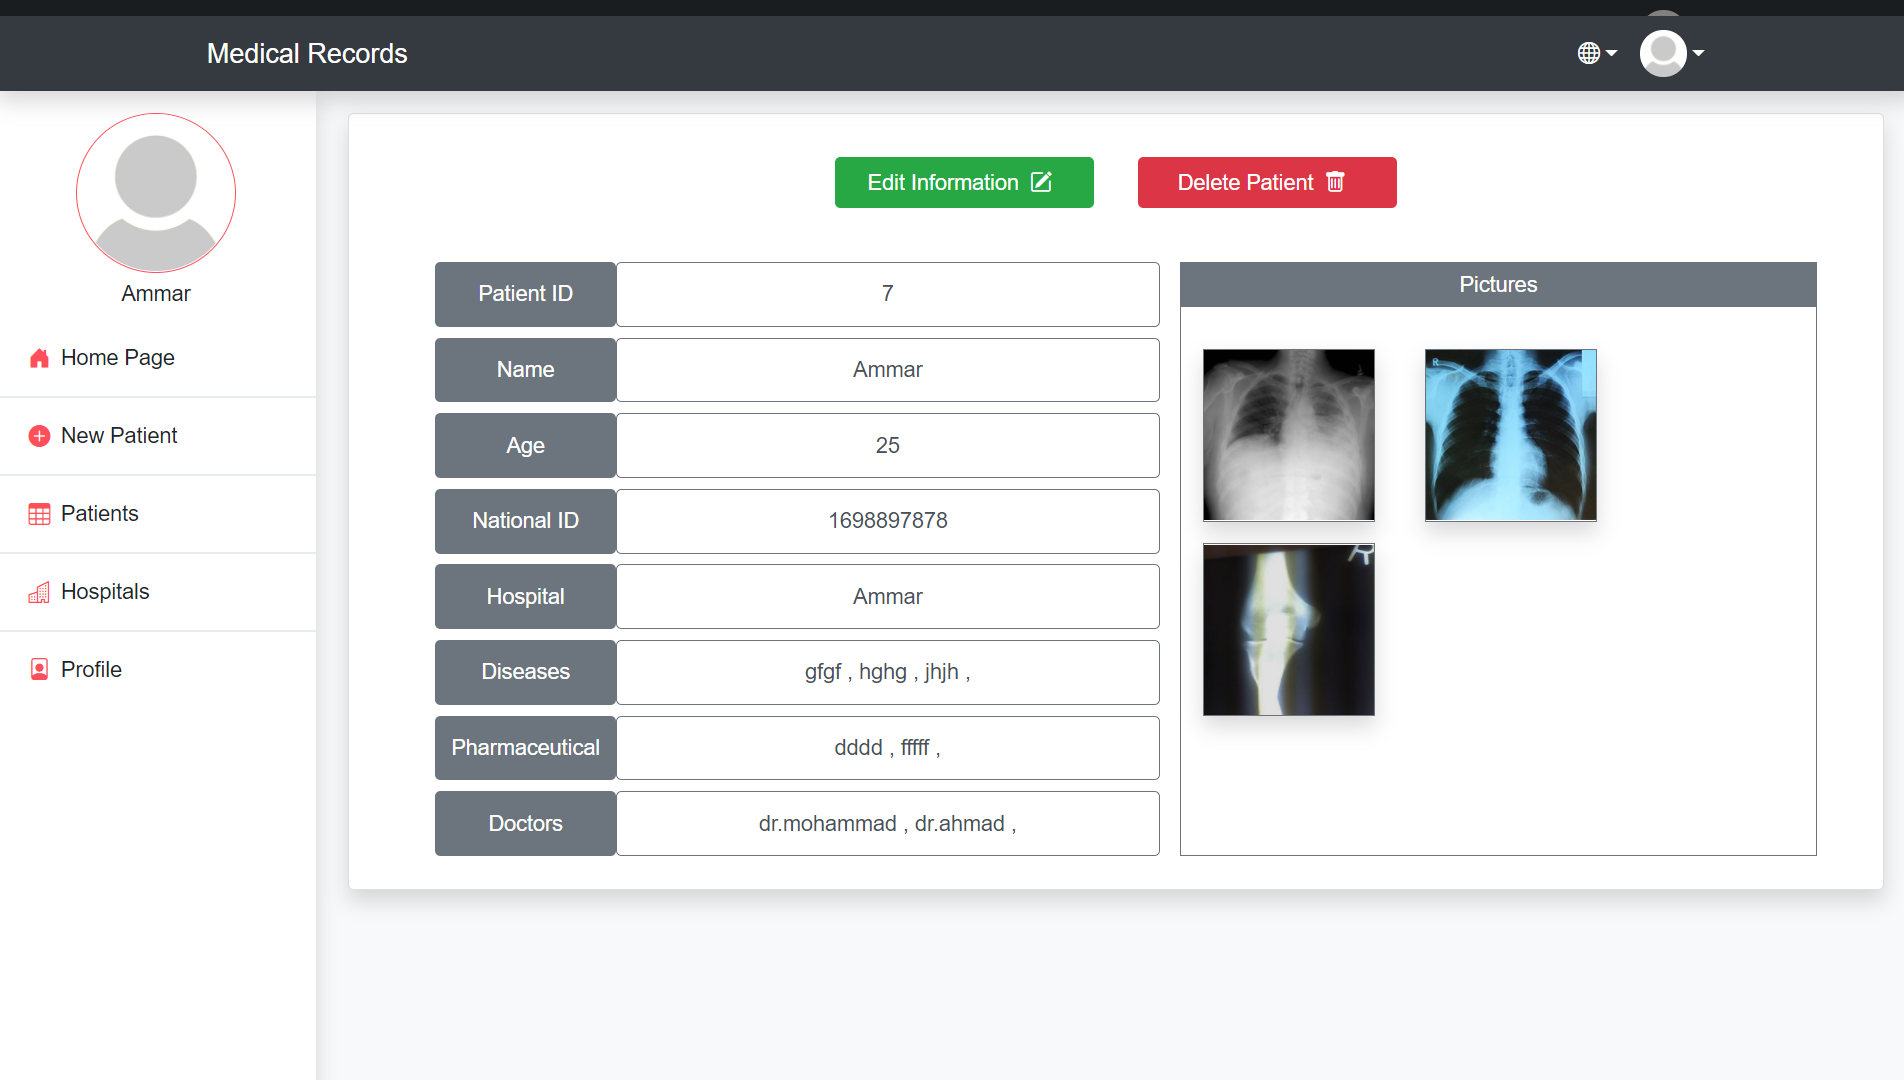 Medical Records
Ammar
Home Page
New Patient
Patients
Hospitals
Profile
Edit Information
Delete Patient
Patient ID
7
Name
Ammar
Age
25
National ID
1698897878
Hospital
Ammar
Diseases
gfgf , hghg , jhjh ,
Pharmaceutical
dddd , fffff ,
Doctors
dr.mohammad , dr.ahmad ,
Pictures
R
R